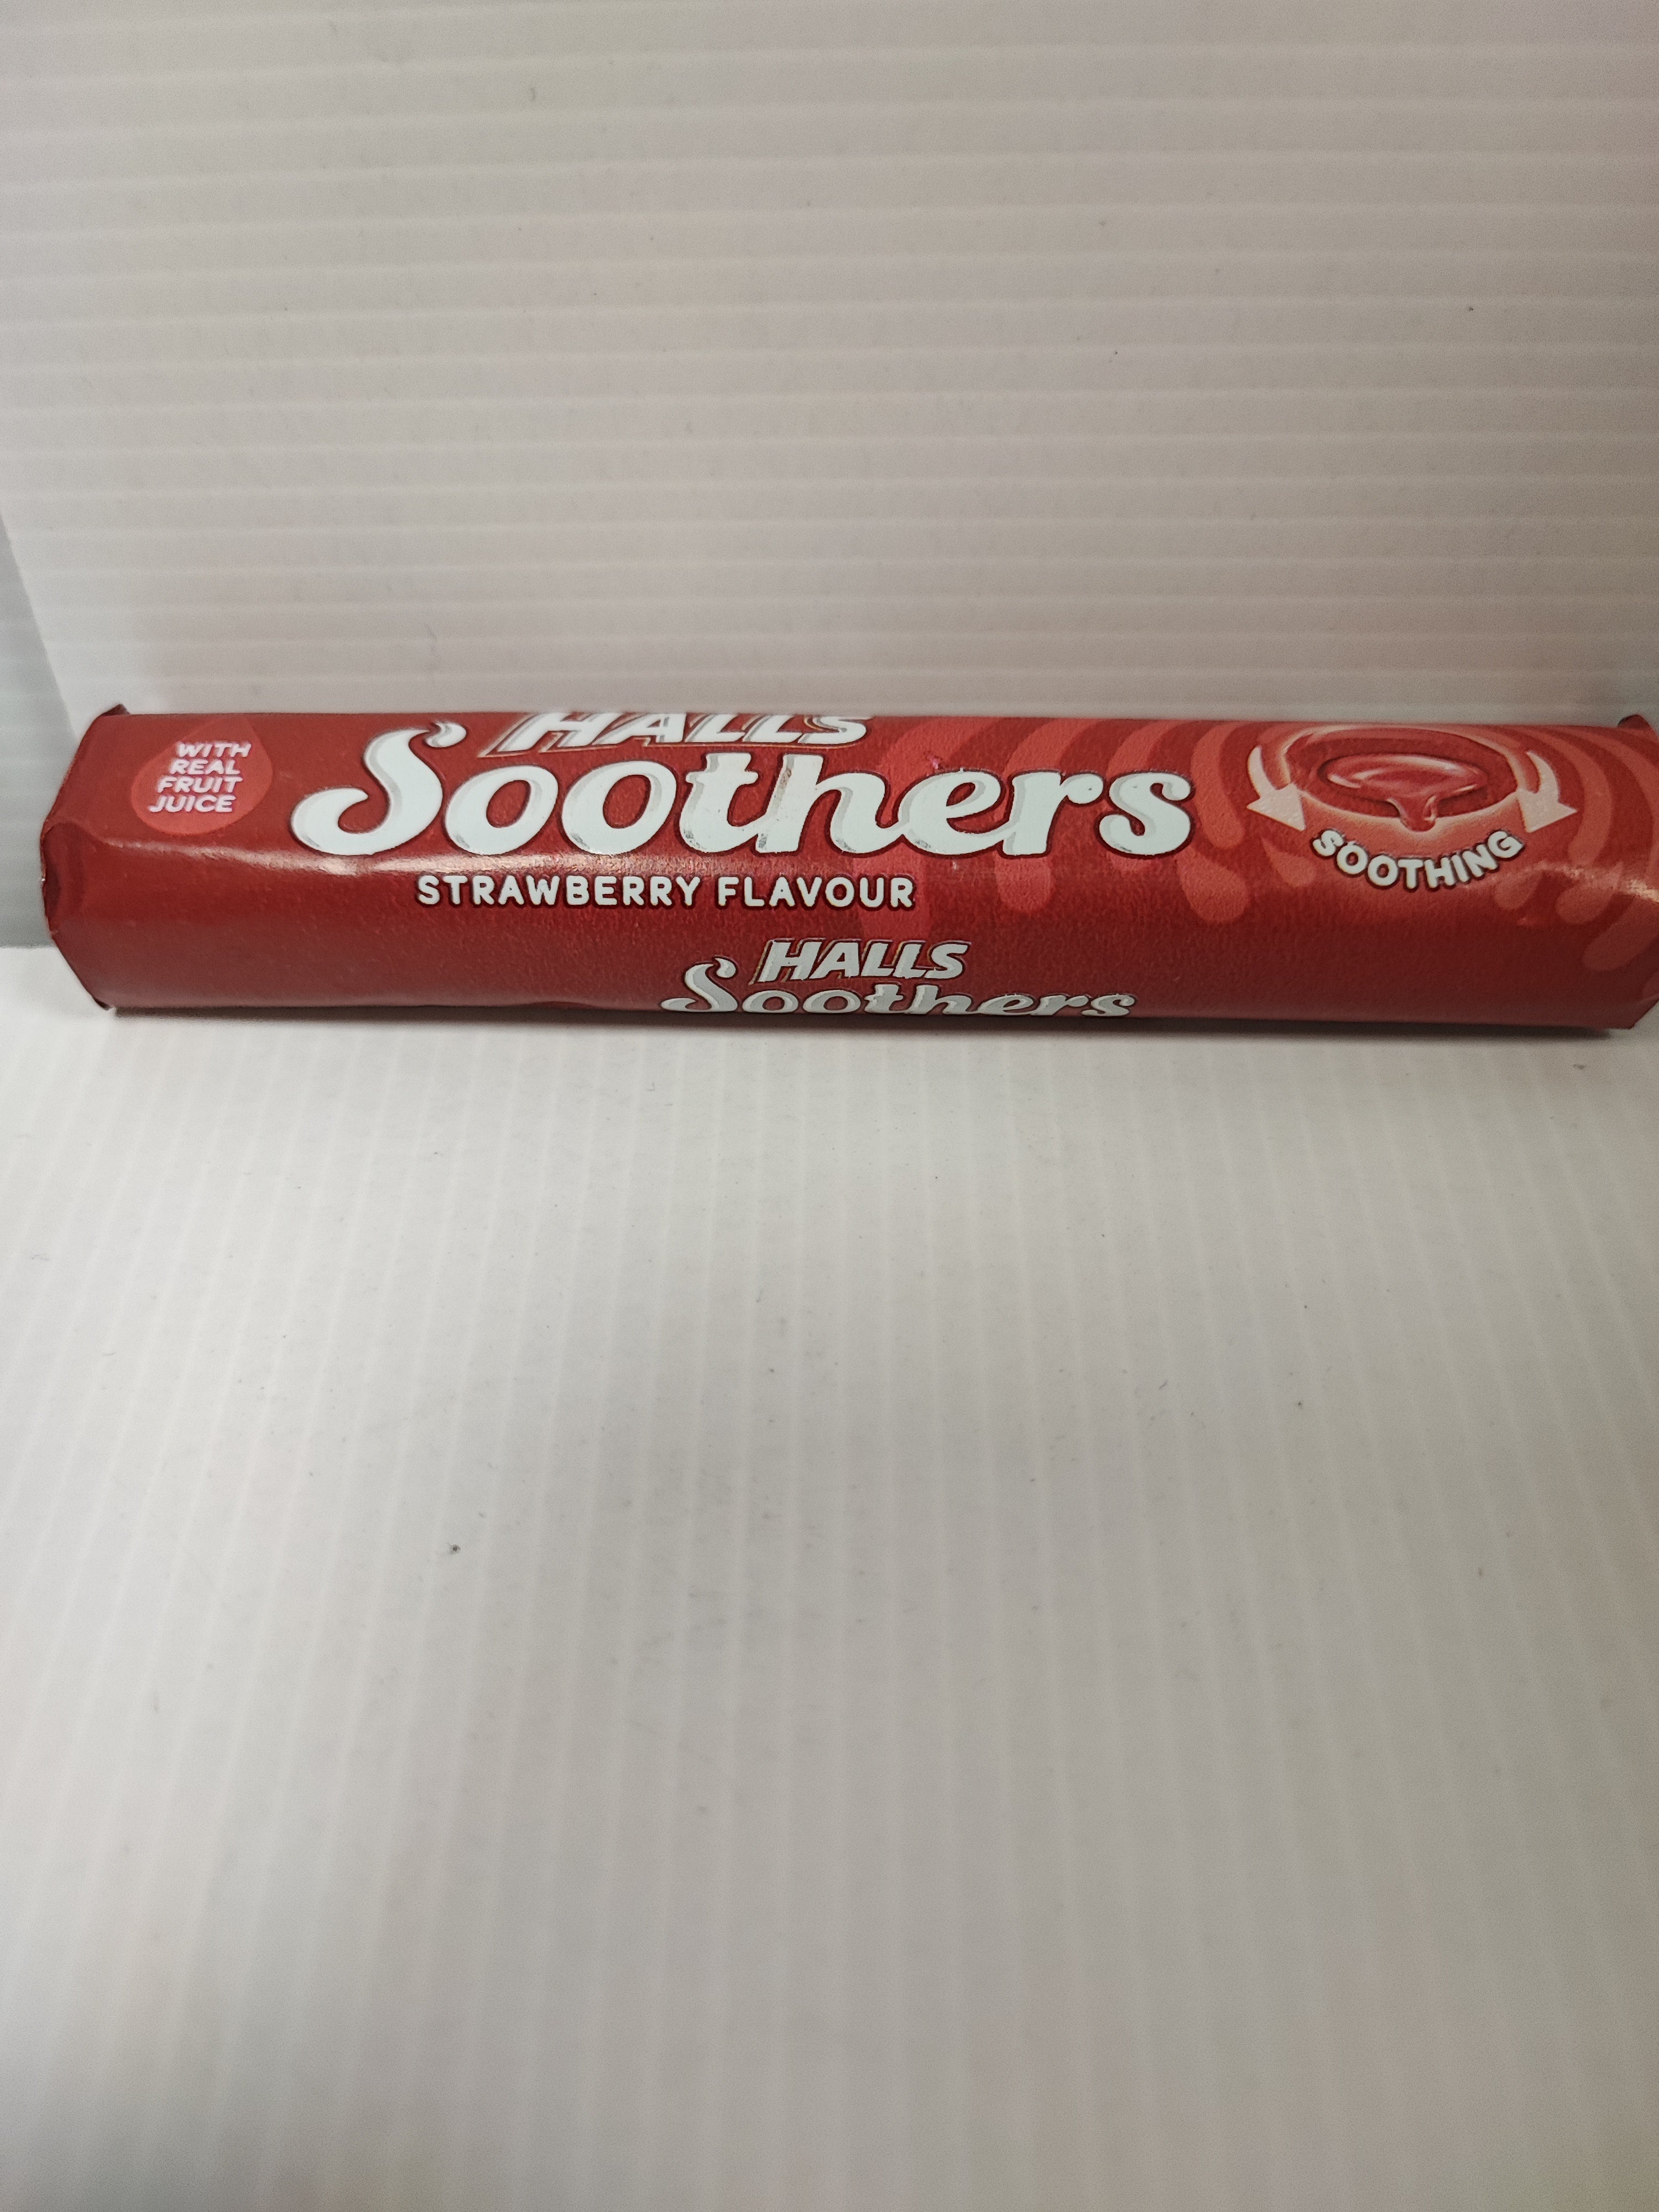 WITH
REAL
FRUIT
JUICE
HALLS
Soothers
STRAWBERRY FLAVOUR
SOOTHING
HALLS
Soothers